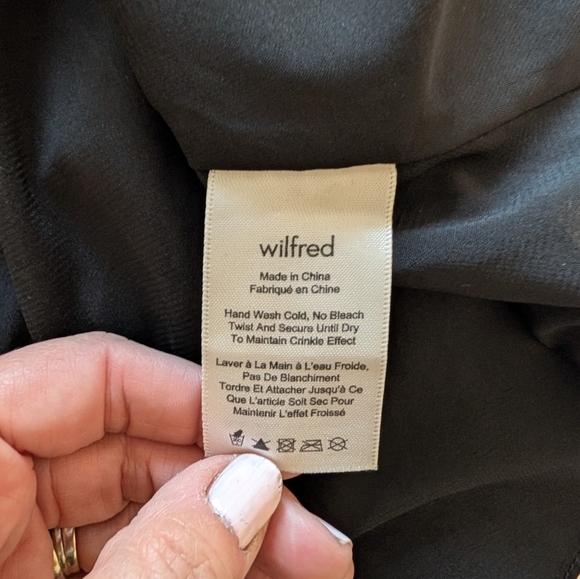 wilfred
Made in China
Fabriqué en Chine
Hand Wash Cold, No Bleach
Twist And Secure Until Dry
To Maintain Crinkle Effect
Laver à La Main à L'eau Froide,
Pas De Blanchiment
Tordre Et Attacher Jusqu'à Ce
Que L'article Soit Sec Pour
Maintenir L'effet Froissé